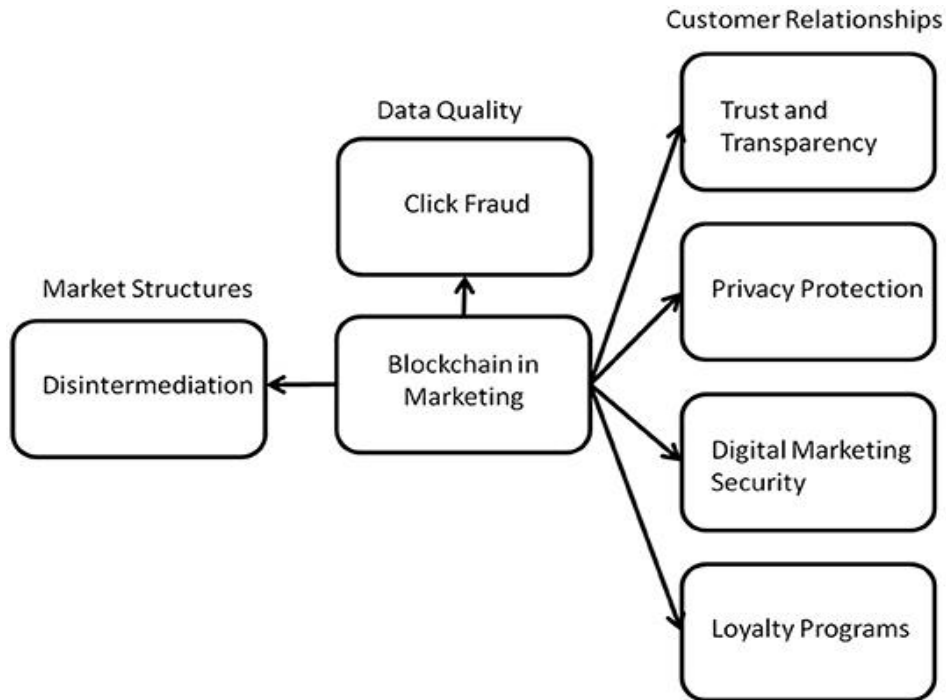 Customer Relationships
Trust and
Transparency
Data Quality
Click Fraud
Privacy Protection
Market Structures
Disintermediation
Blockchain in
Marketing
Digital Marketing
Security
Loyalty Programs